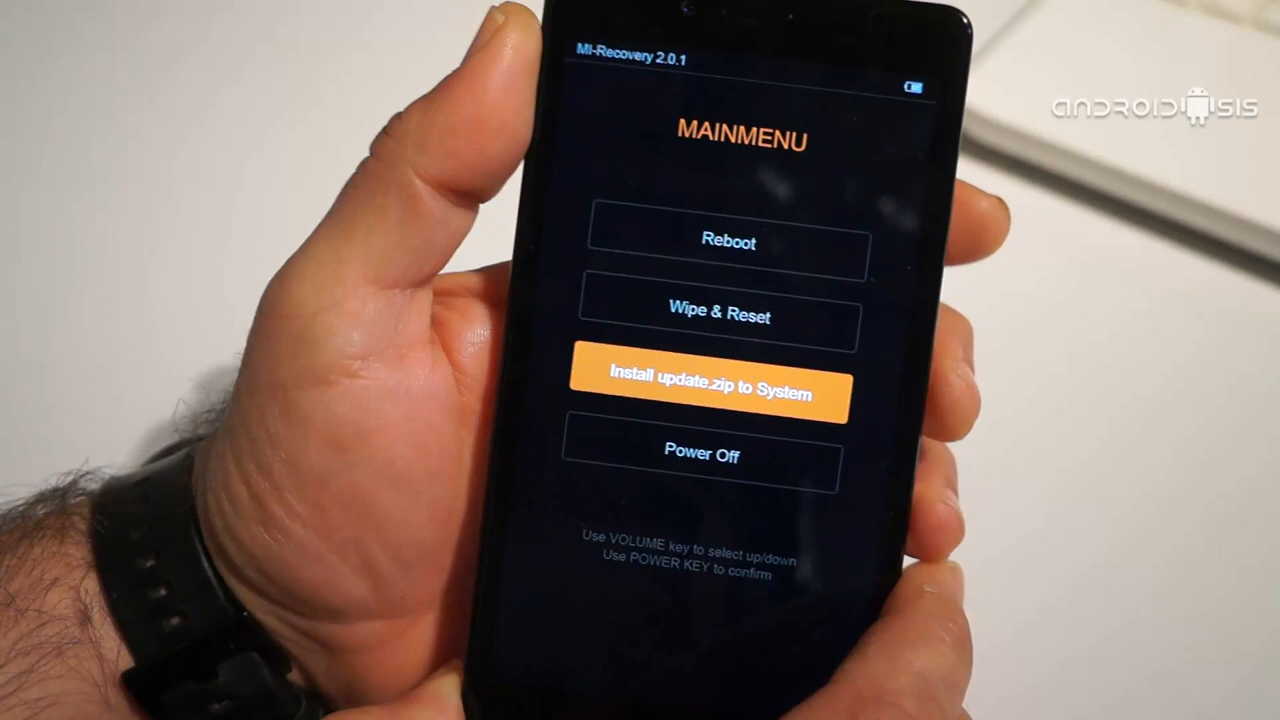 MI-Recovery 2.0.1
ANDROIDSIS
MAINMENU
Reboot
Wipe & Reset
Install update.zip to System
Power Off
Use VOLUME key to select up/down
Use POWER KEY to confirm